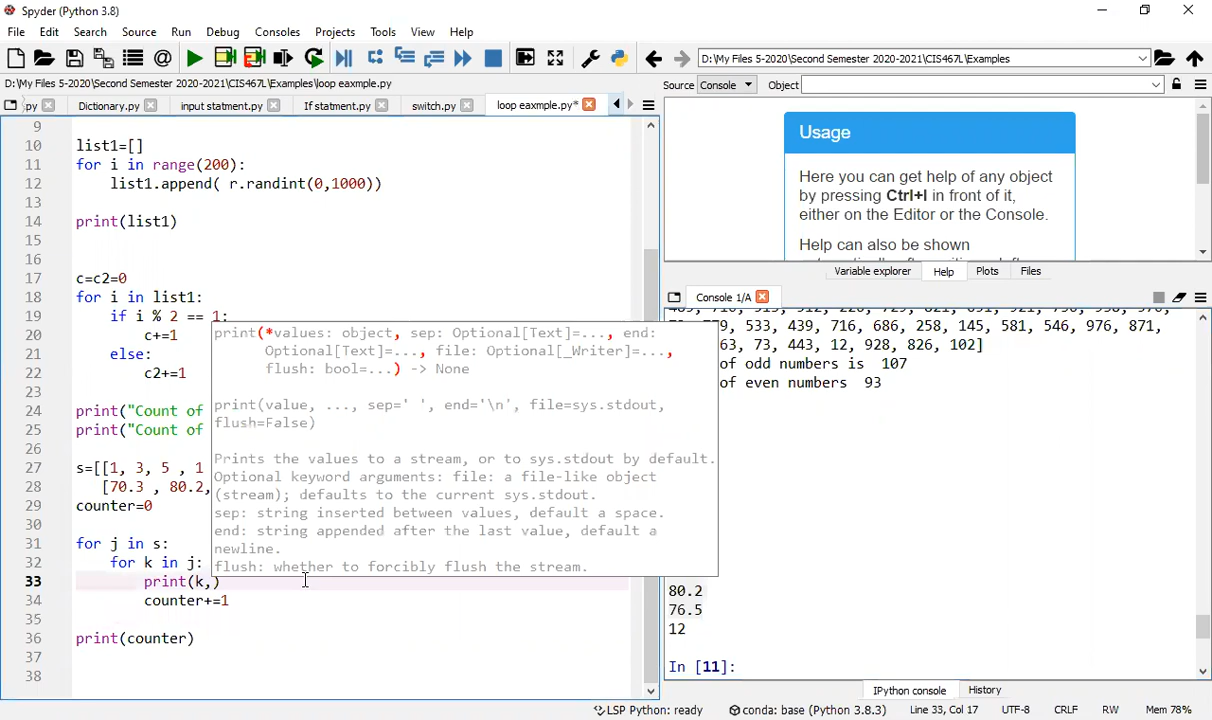 Spyder (Python 3.8)
File Edit Search Source Run Debug Consoles Projects Tools View Help
D:\My Files 5-2020\Second Semester 2020-2021\CIS467L\Examples
D:\My Files 5-2020\Second Semester 2020-2021\CIS467L\Examples\loop eaxmple.py
.py Dictionary.py input statment.py If statment.py switch.py loop eaxmple.py*
9
10 list1=[]
11 for i in range(200):
12 list1.append( r.randint(0,1000))
13
14 print(list1)
15
16
17 c=c2=0
18 for i in list1:
19 if i % 2 == 1:
20 c+=1
21 else:
22 c2+=1
23
24 print("Count of
25 print("Count of
26
27 s=[[1, 3, 5 , 1
28 [70.3 , 80.2,
29 counter=0
30
31 for j in s:
32 for k in j:
33 print(k,)
34 counter+=1
35
36 print(counter)
37
38
print(*values: object, sep: Optional[Text]=..., end:
Optional[Text]=..., file: Optional[_Writer]=...,
flush: bool=...) -> None
print(value, ..., sep=' ', end='\n', file=sys.stdout,
flush=False)
Prints the values to a stream, or to sys.stdout by default.
Optional keyword arguments: file: a file-like object
(stream); defaults to the current sys.stdout.
sep: string inserted between values, default a space.
end: string appended after the last value, default a
newline.
flush: whether to forcibly flush the stream.
Source Console Object
Usage
Here you can get help of any object
by pressing Ctrl+I in front of it,
either on the Editor or the Console.
Help can also be shown
Variable explorer Help Plots Files
Console 1/A
533, 439, 716, 686, 258, 145, 581, 546, 976, 871,
63, 73, 443, 12, 928, 826, 102]
of odd numbers is 107
of even numbers 93
80.2
76.5
12
In [11]:
IPython console History
LSP Python: ready conda: base (Python 3.8.3) Line 33, Col 17 UTF-8 CRLF RW Mem 78%